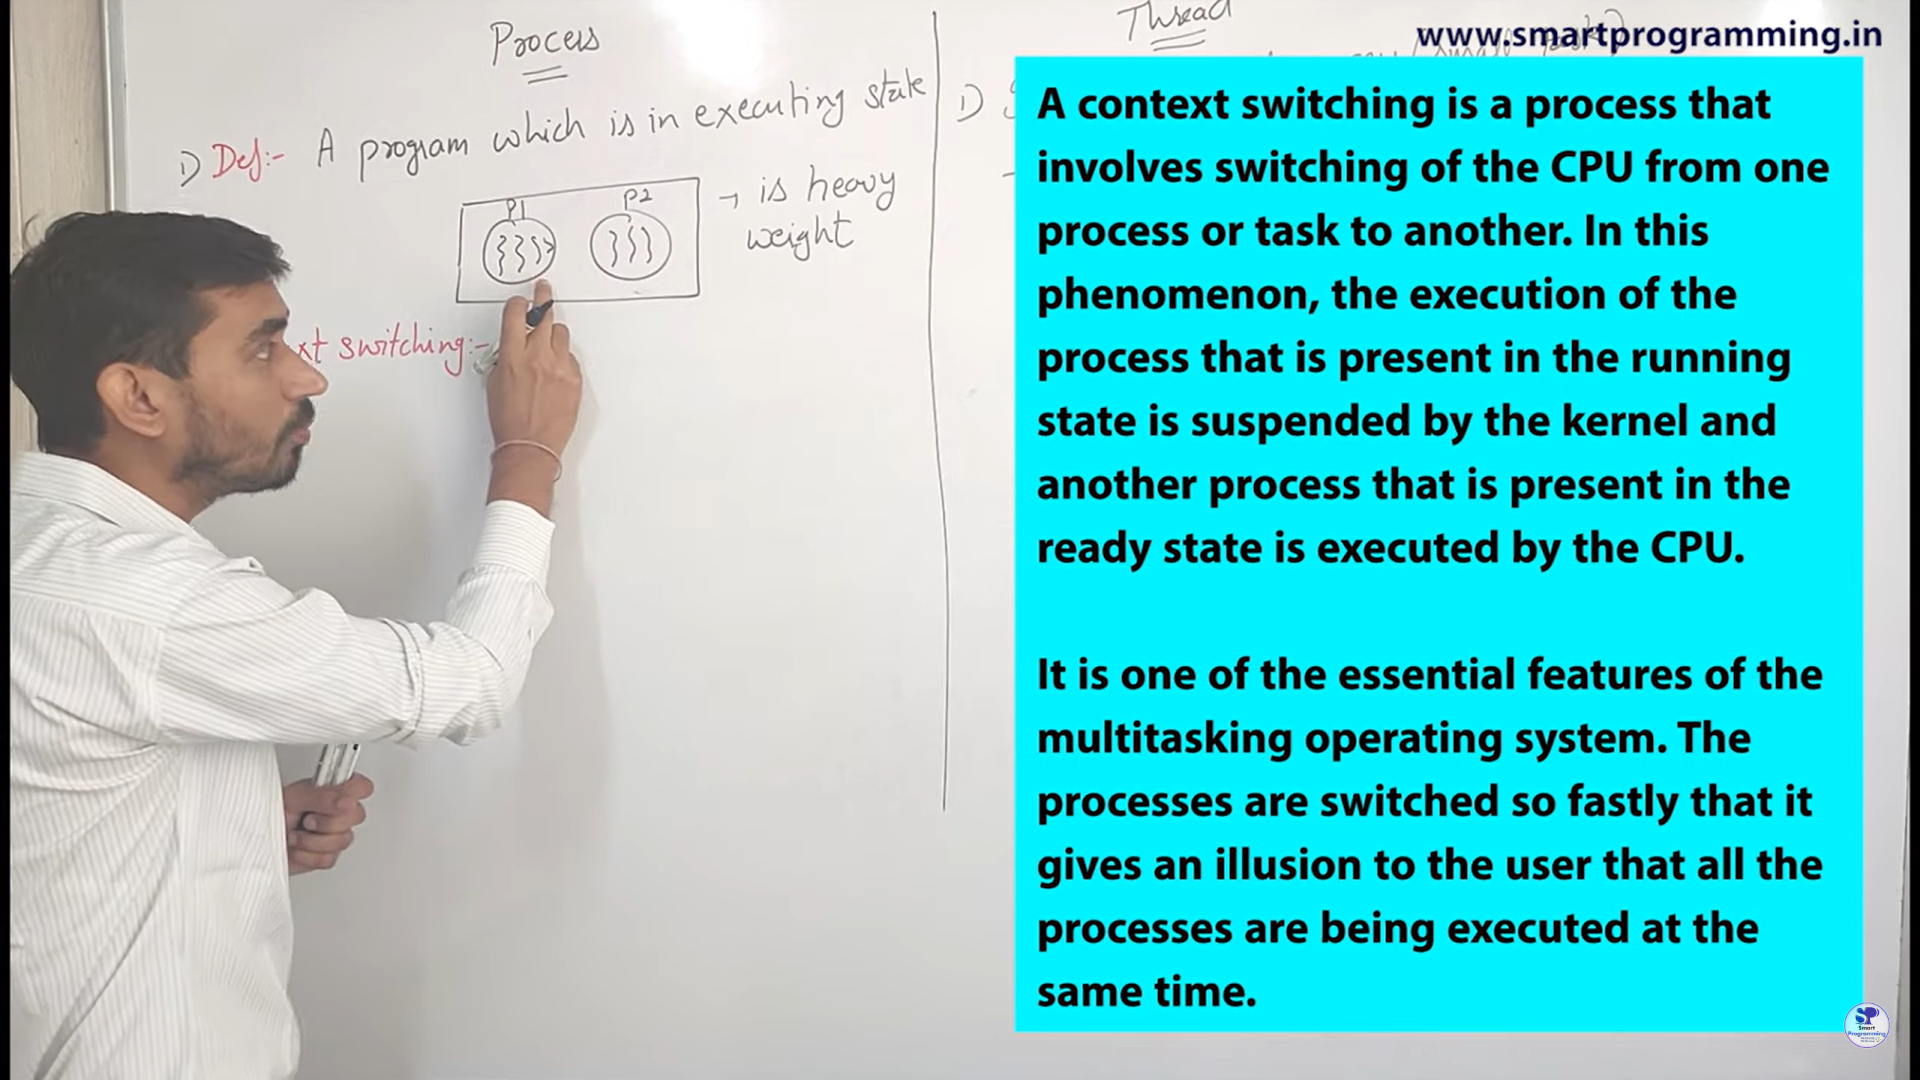 Process
Thread
www.smartprogramming.in
1) Def:- A program which is in executing state
1)
P1
P2
→ is heavy
weight
xt switching:-
A context switching is a process that
involves switching of the CPU from one
process or task to another. In this
phenomenon, the execution of the
process that is present in the running
state is suspended by the kernel and
another process that is present in the
ready state is executed by the CPU.
It is one of the essential features of the
multitasking operating system. The
processes are switched so fastly that it
gives an illusion to the user that all the
processes are being executed at the
same time.
SP
Smart
Programming